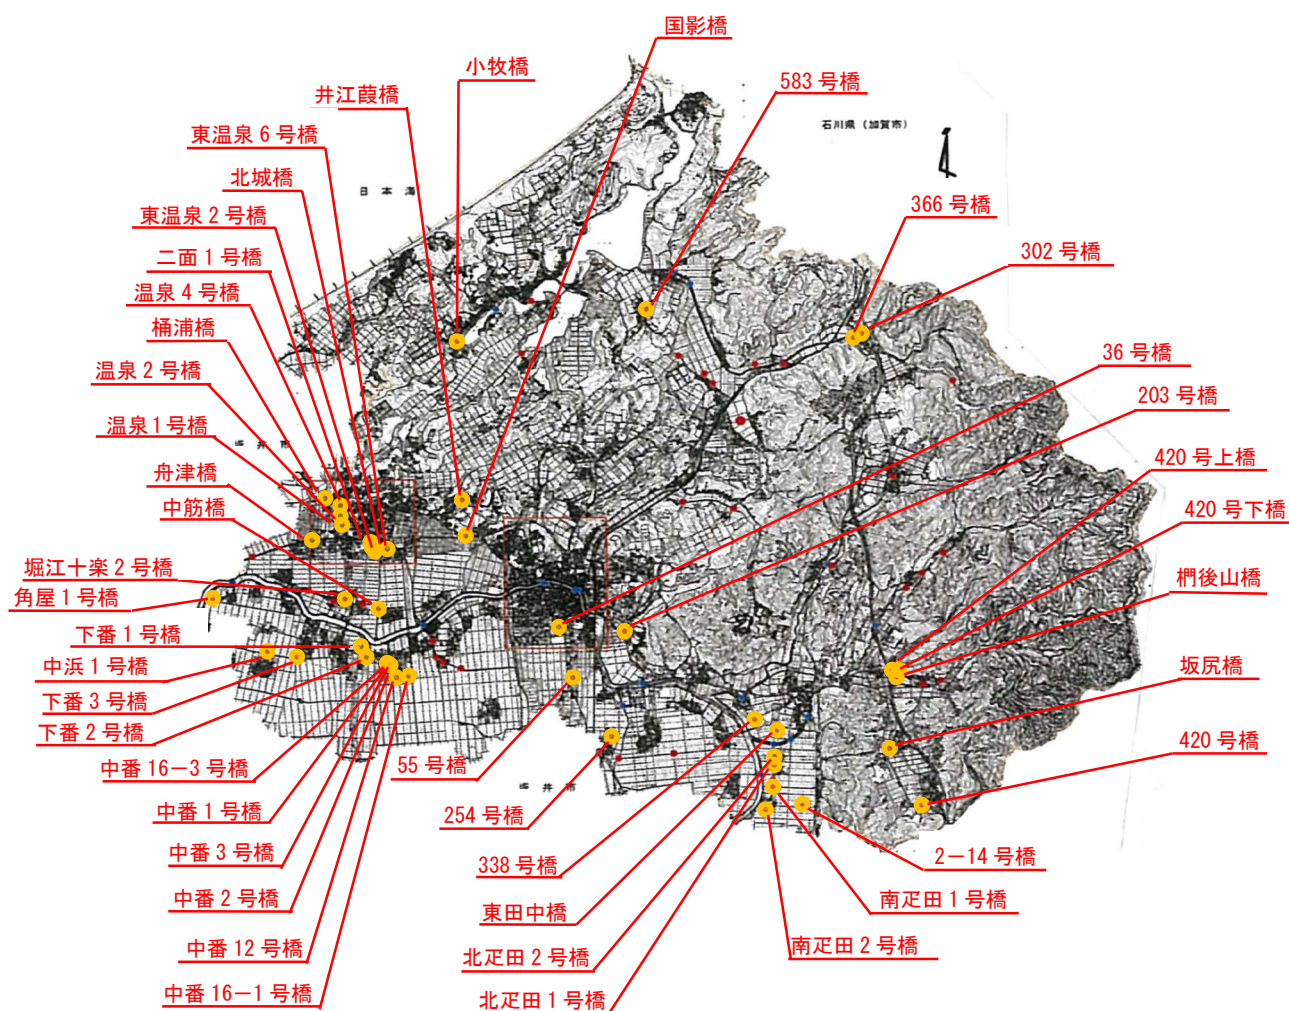 国影橋
小牧橋
583 号橋
井江葭橋
石川県（加賀市）
東温泉 6 号橋
北城橋
日 本 海
366 号橋
東温泉 2 号橋
302 号橋
二面 1 号橋
温泉 4 号橋
桶浦橋
36 号橋
温泉 2 号橋
203 号橋
温泉 1 号橋
坂 井 市
420 号上橋
舟津橋
中筋橋
420 号下橋
堀江十楽 2 号橋
椚後山橋
角屋 1 号橋
下番 1 号橋
中浜 1 号橋
坂尻橋
下番 3 号橋
下番 2 号橋
420 号橋
中番 16－3 号橋
55 号橋
坂 井 市
中番 1 号橋
254 号橋
中番 3 号橋
338 号橋
2－14 号橋
中番 2 号橋
南疋田 1 号橋
東田中橋
中番 12 号橋
南疋田 2 号橋
北疋田 2 号橋
中番 16－1 号橋
北疋田 1 号橋